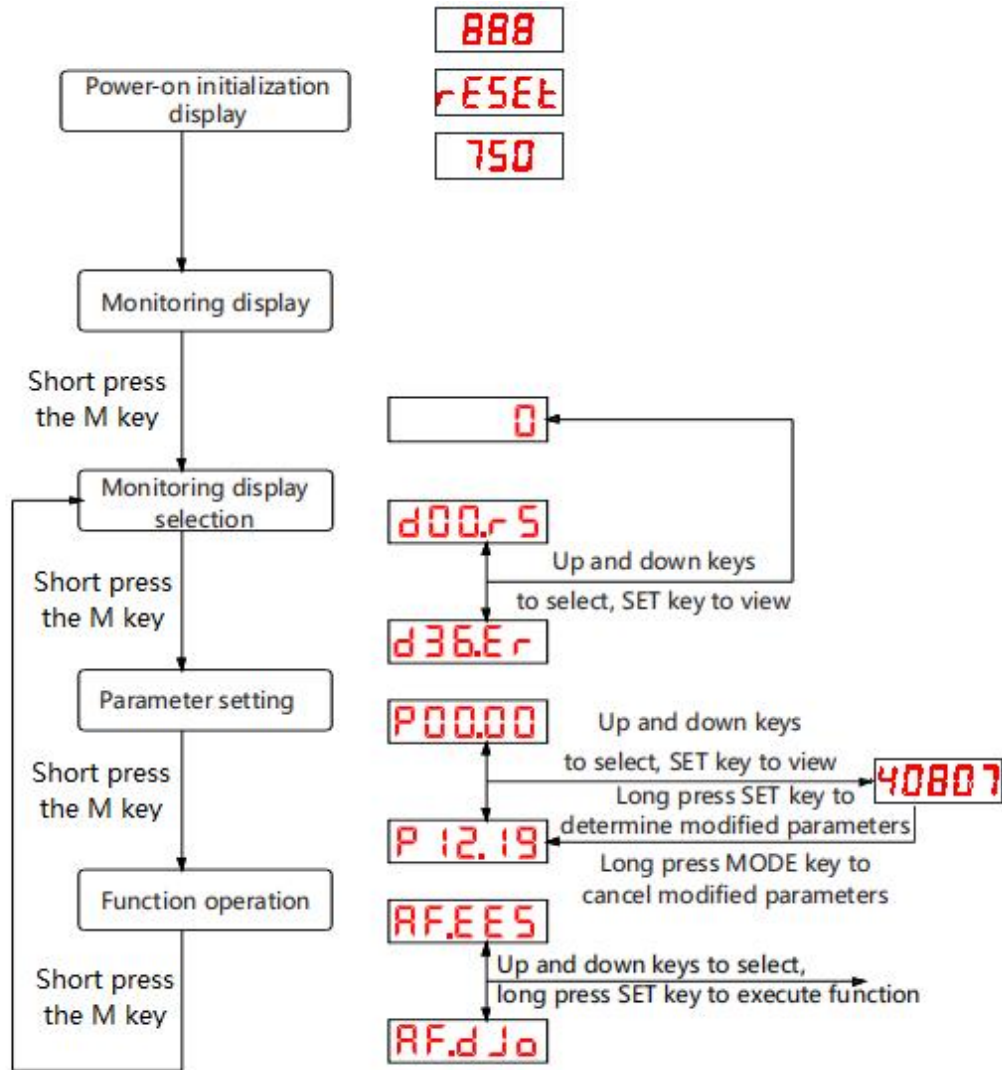 888
Power-on initialization
display
rESEt
750
Monitoring display
Short press
the M key
0
Monitoring display
selection
d00.rS
Up and down keys
to select, SET key to view
Short press
the M key
d36.Er
Parameter setting
P00.00
Up and down keys
to select, SET key to view
40807
Short press
the M key
Long press SET key to
determine modified parameters
P12.19
Long press MODE key to
cancel modified parameters
Function operation
AF.EES
Short press
the M key
Up and down keys to select,
long press SET key to execute function
AF.dJo